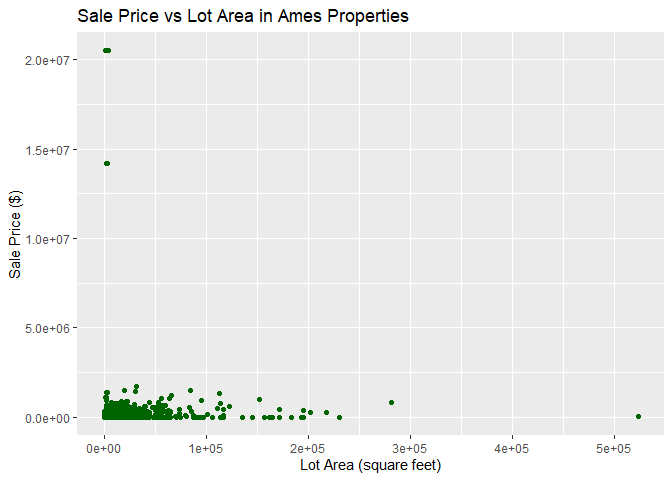 Sale Price vs Lot Area in Ames Properties
2.0e+07
1.5e+07
1.0e+07
5.0e+06
0.0e+00
Sale Price ($)
0e+00 1e+05 2e+05 3e+05 4e+05 5e+05
Lot Area (square feet)